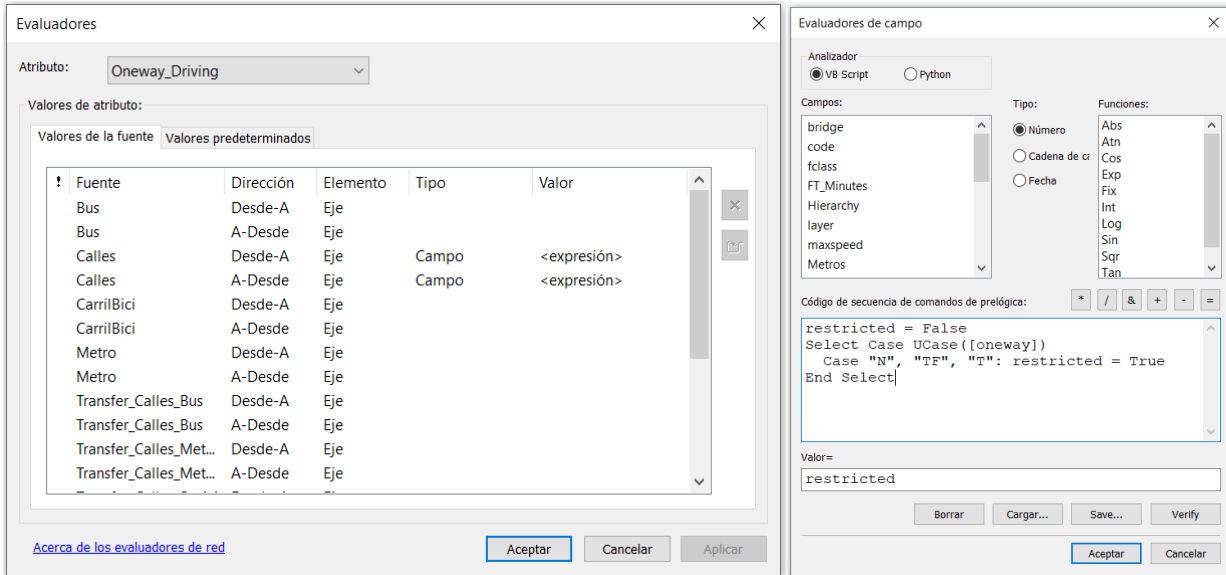 Evaluadores
Atributo:
Oneway_Driving
Valores de atributo:
Valores de la fuente Valores predeterminados
! Fuente Dirección Elemento Tipo Valor
Bus Desde-A Eje
Bus A-Desde Eje
Calles Desde-A Eje Campo <expresión>
Calles A-Desde Eje Campo <expresión>
CarrilBici Desde-A Eje
CarrilBici A-Desde Eje
Metro Desde-A Eje
Metro A-Desde Eje
Transfer_Calles_Bus Desde-A Eje
Transfer_Calles_Bus A-Desde Eje
Transfer_Calles_Met... Desde-A Eje
Transfer_Calles_Met... A-Desde Eje
Acerca de los evaluadores de red
Aceptar Cancelar Aplicar
Evaluadores de campo
Analizador
VB Script Python
Campos:
bridge
code
fclass
FT_Minutes
Hierarchy
layer
maxspeed
Metros
Tipo:
Número
Cadena de ca
Fecha
Funciones:
Abs
Atn
Cos
Exp
Fix
Int
Log
Sin
Sqr
Tan
Código de secuencia de comandos de prelógica:
* / & + - =
restricted = False
Select Case UCase([oneway])
Case "N", "TF", "T": restricted = True
End Select
Valor=
restricted
Borrar Cargar... Save... Verify
Aceptar Cancelar